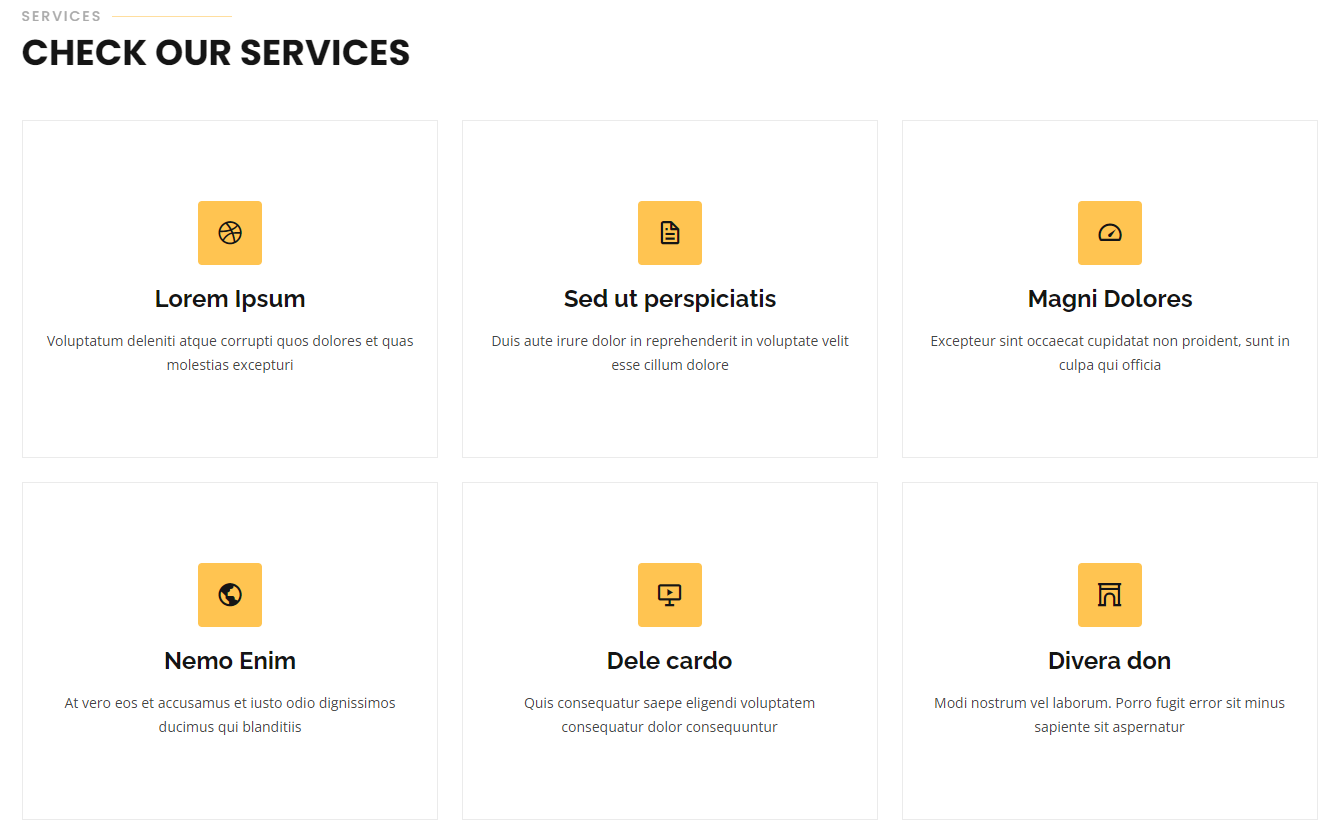 SERVICES
CHECK OUR SERVICES
Lorem Ipsum
Voluptatum deleniti atque corrupti quos dolores et quas
molestias excepturi
Sed ut perspiciatis
Duis aute irure dolor in reprehenderit in voluptate velit
esse cillum dolore
Magni Dolores
Excepteur sint occaecat cupidatat non proident, sunt in
culpa qui officia
Nemo Enim
At vero eos et accusamus et iusto odio dignissimos
ducimus qui blanditiis
Dele cardo
Quis consequatur saepe eligendi voluptatem
consequatur dolor consequuntur
Divera don
Modi nostrum vel laborum. Porro fugit error sit minus
sapiente sit aspernatur